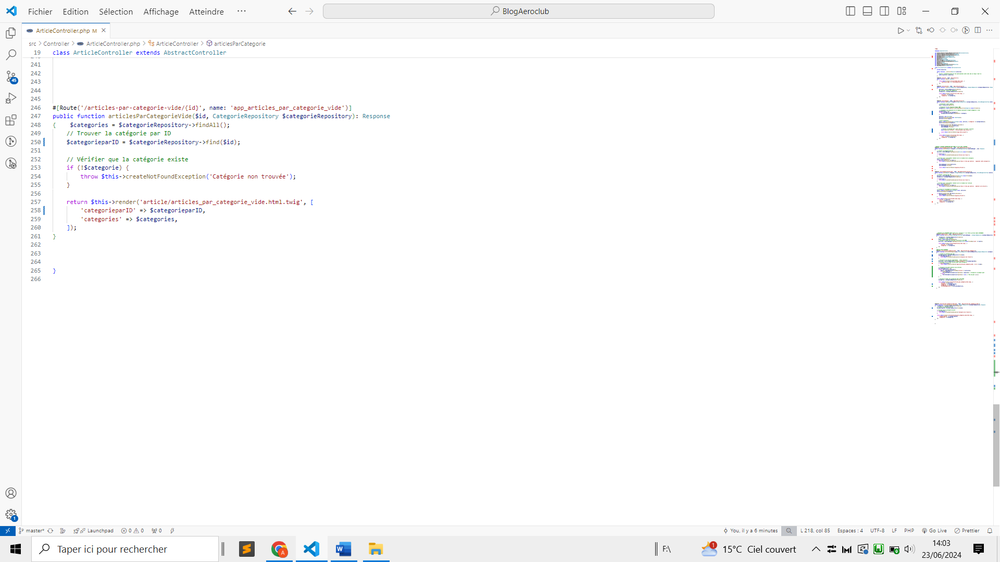 Fichier Edition Sélection Affichage Atteindre ··· BlogAeroclub
ArticleController.php M
src > Controller > ArticleController.php > ArticleController > articlesParCategorie
19 class ArticleController extends AbstractController
241
242
243
244
245
246 #[Route('/articles-par-categorie-vide/{id}', name: 'app_articles_par_categorie_vide')]
247 public function articlesParCategorieVide($id, CategorieRepository $categorieRepository): Response
248 { $categories = $categorieRepository->findAll();
249 // Trouver la catégorie par ID
250 $categorieparID = $categorieRepository->find($id);
251
252 // Vérifier que la catégorie existe
253 if (!$categorie) {
254 throw $this->createNotFoundException('Catégorie non trouvée');
255 }
256
257 return $this->render('article/articles_par_categorie_vide.html.twig', [
258 'categorieparID' => $categorieparID,
259 'categories' => $categories,
260 ]);
261 }
262
263
264
265 }
266
45
1
master* Launchpad 0 0 0 You, il y a 6 minutes L 218, col 85 Espaces : 4 UTF-8 LF PHP Go Live Prettier
Taper ici pour rechercher F:\ 1 15°C Ciel couvert 14:03
23/06/2024